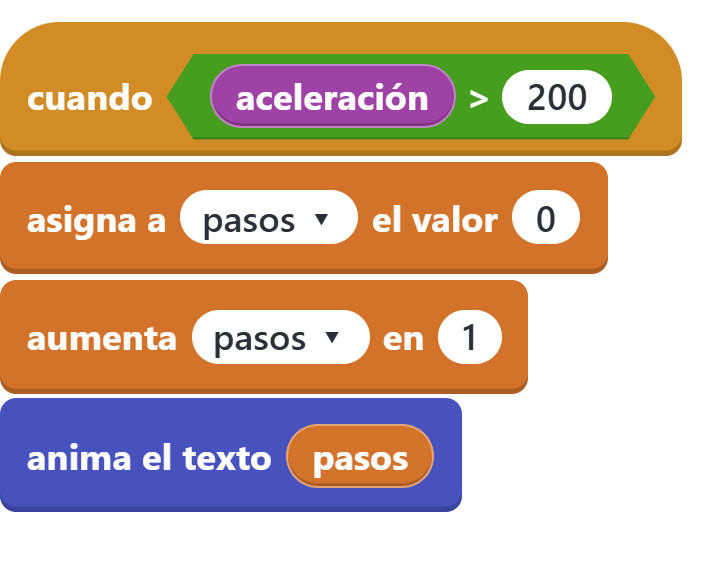 cuando aceleración > 200
asigna a pasos ▼ el valor 0
aumenta pasos ▼ en 1
anima el texto pasos